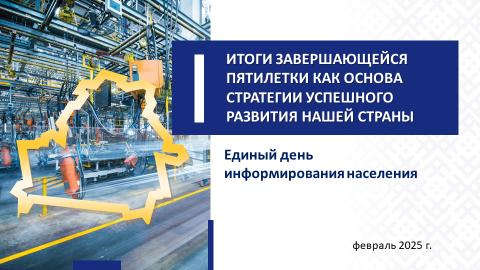 ИТОГИ ЗАВЕРШАЮЩЕЙСЯ
ПЯТИЛЕТКИ КАК ОСНОВА
СТРАТЕГИИ УСПЕШНОГО
РАЗВИТИЯ НАШЕЙ СТРАНЫ
Единый день
информирования населения
февраль 2025 г.